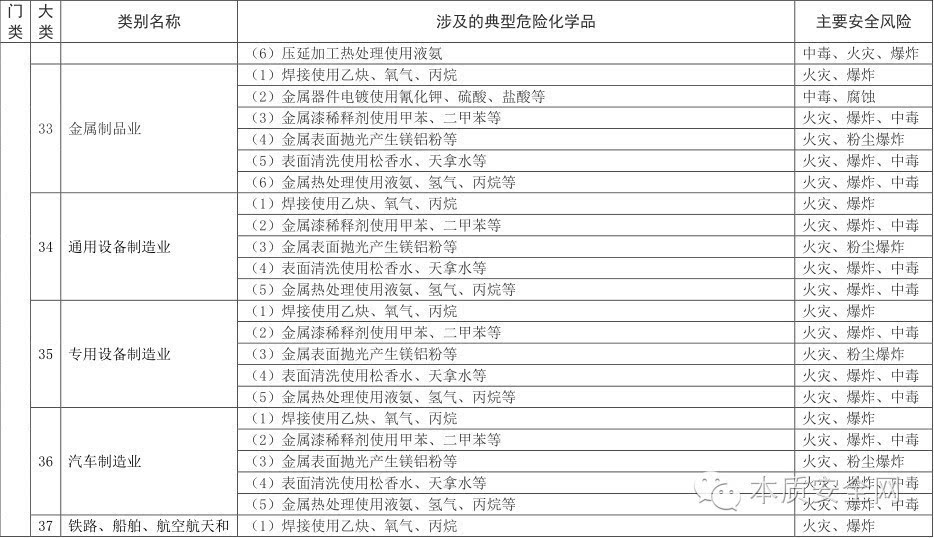 门类 大类 类别名称 涉及的典型危险化学品 主要安全风险
（6）压延加工热处理使用液氨 中毒、火灾、爆炸
33 金属制品业 （1）焊接使用乙炔、氧气、丙烷 火灾、爆炸
（2）金属器件电镀使用氰化钾、硫酸、盐酸等 中毒、腐蚀
（3）金属漆稀释剂使用甲苯、二甲苯等 火灾、爆炸、中毒
（4）金属表面抛光产生镁铝粉等 火灾、粉尘爆炸
（5）表面清洗使用松香水、天拿水等 火灾、爆炸、中毒
（6）金属热处理使用液氨、氢气、丙烷等 火灾、爆炸、中毒
34 通用设备制造业 （1）焊接使用乙炔、氧气、丙烷 火灾、爆炸
（2）金属漆稀释剂使用甲苯、二甲苯等 火灾、爆炸、中毒
（3）金属表面抛光产生镁铝粉等 火灾、粉尘爆炸
（4）表面清洗使用松香水、天拿水等 火灾、爆炸、中毒
（5）金属热处理使用液氨、氢气、丙烷等 火灾、爆炸、中毒
35 专用设备制造业 （1）焊接使用乙炔、氧气、丙烷 火灾、爆炸
（2）金属漆稀释剂使用甲苯、二甲苯等 火灾、爆炸、中毒
（3）金属表面抛光产生镁铝粉等 火灾、粉尘爆炸
（4）表面清洗使用松香水、天拿水等 火灾、爆炸、中毒
（5）金属热处理使用液氨、氢气、丙烷等 火灾、爆炸、中毒
36 汽车制造业 （1）焊接使用乙炔、氧气、丙烷 火灾、爆炸
（2）金属漆稀释剂使用甲苯、二甲苯等 火灾、爆炸、中毒
（3）金属表面抛光产生镁铝粉等 火灾、粉尘爆炸
（4）表面清洗使用松香水、天拿水等 火灾、爆炸、中毒
（5）金属热处理使用液氨、氢气、丙烷等 火灾、爆炸、中毒
37 铁路、船舶、航空航天和 （1）焊接使用乙炔、氧气、丙烷 火灾、爆炸
本质安全网